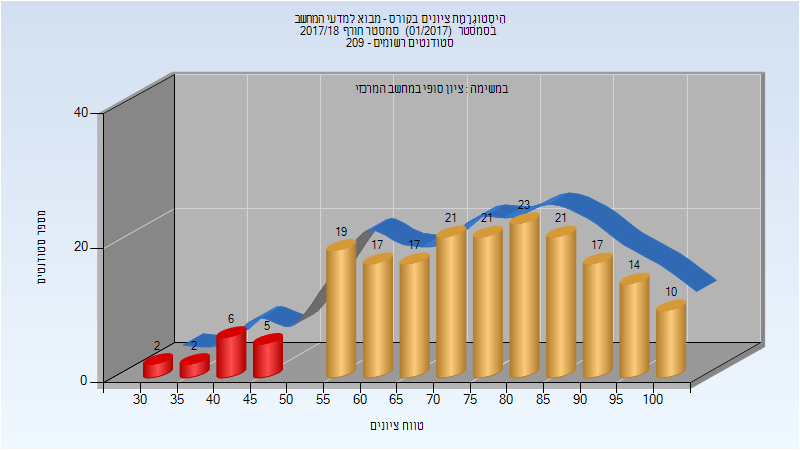 היסטוגרמת ציונים בקורס - מבוא למדעי המחשב
בסמסטר (01/2017) סמסטר חורף 2017/18
סטודנטים רשומים - 209
במשימה : ציון סופי במחשב המרכזי
מספר סטודנטים
40
20
0
2 2 6 5 19 17 17 21 21 23 21 17 14 10
30 35 40 45 50 55 60 65 70 75 80 85 90 95 100
טווח ציונים